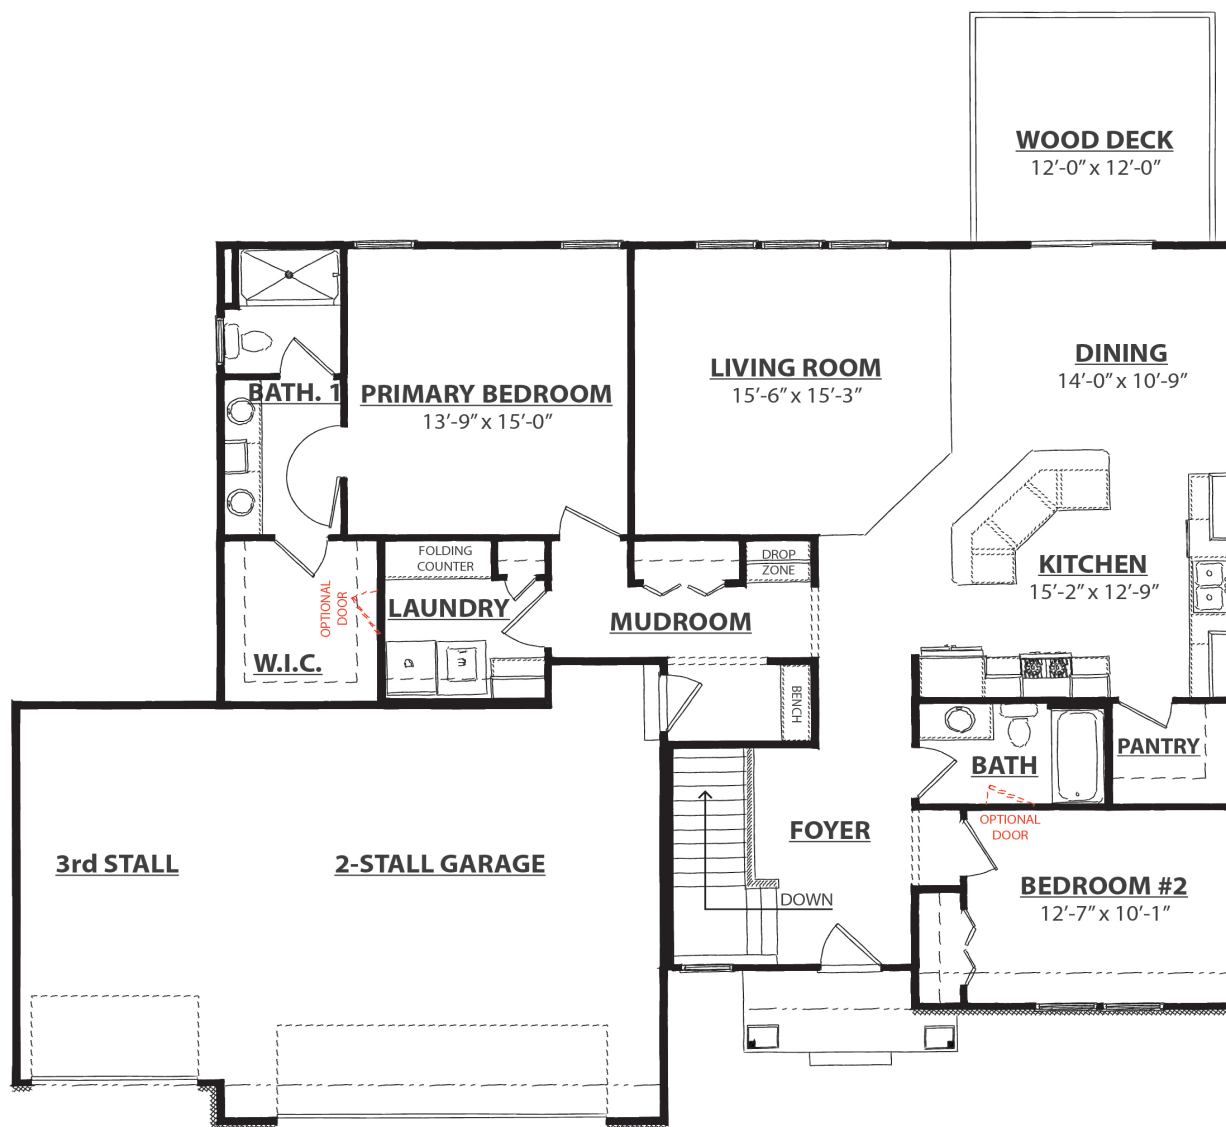 WOOD DECK
12’-0” x 12’-0”
DINING
14’-0” x 10’-9”
LIVING ROOM
15’-6” x 15’-3”
PRIMARY BEDROOM
13’-9” x 15’-0”
BATH. 1
FOLDING
COUNTER
DROP
ZONE
KITCHEN
15’-2” x 12’-9”
OPTIONAL
DOOR
LAUNDRY
MUDROOM
W.I.C.
D
W
BENCH
PANTRY
BATH
OPTIONAL
DOOR
FOYER
3rd STALL
2-STALL GARAGE
DOWN
BEDROOM #2
12’-7” x 10’-1”